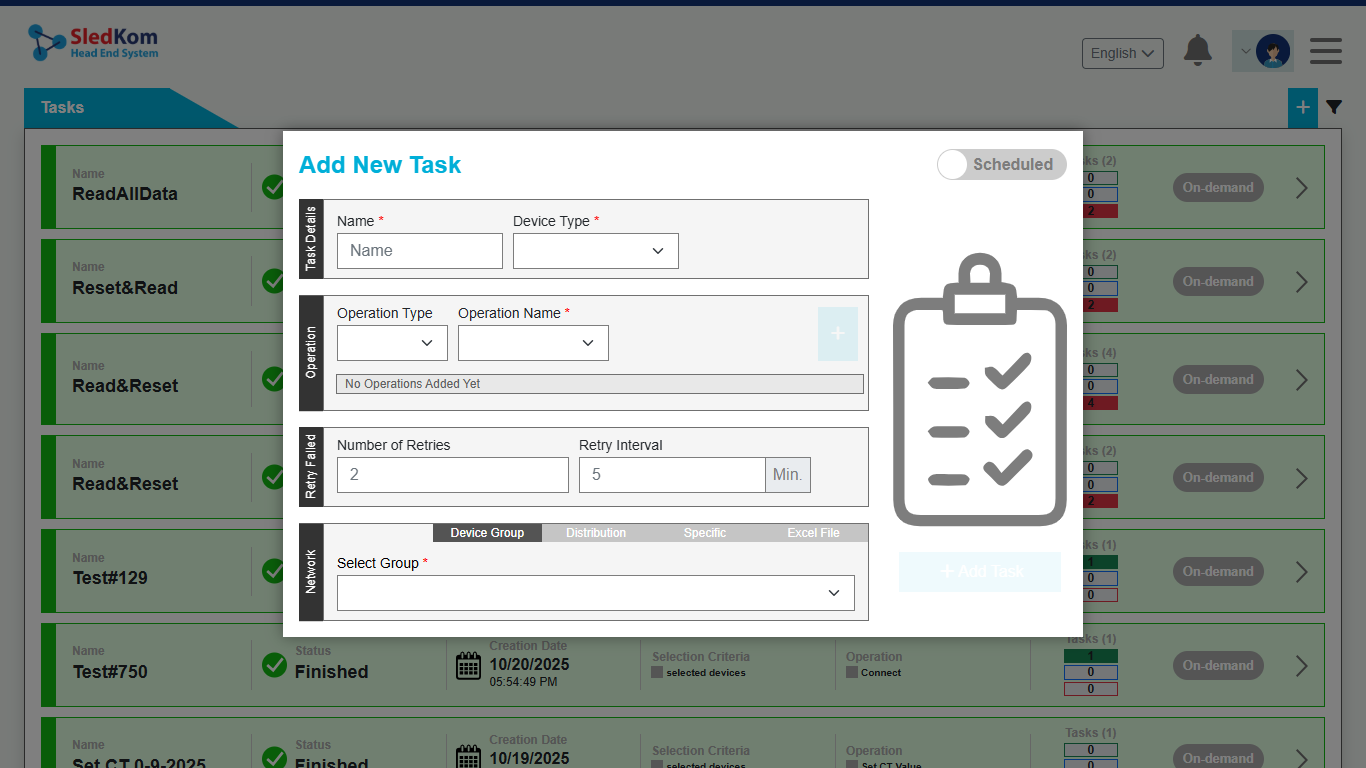 SledKom
Head End System
English
Tasks
+
Add New Task
Scheduled
Task Details
Name *
Device Type *
Name
Operation
Operation Type
Operation Name *
+
No Operations Added Yet
Retry Failed
Number of Retries
Retry Interval
2
5
Min.
Network
Device Group
Distribution
Specific
Excel File
Select Group *
+ Add Task
Name
ReadAllData
ks (2)
0
0
2
On-demand
Name
Reset&Read
ks (2)
0
0
2
On-demand
Name
Read&Reset
ks (4)
0
0
4
On-demand
Name
Read&Reset
ks (2)
0
0
2
On-demand
Name
Test#129
ks (1)
1
0
0
On-demand
Name
Test#750
Status
Finished
Creation Date
10/20/2025
05:54:49 PM
Selection Criteria
selected devices
Operation
Connect
Tasks (1)
1
0
0
On-demand
Name
Set CT 0-9-2025
Status
Finished
Creation Date
10/19/2025
Selection Criteria
selected devices
Operation
Set CT Value
Tasks (1)
0
0
On-demand